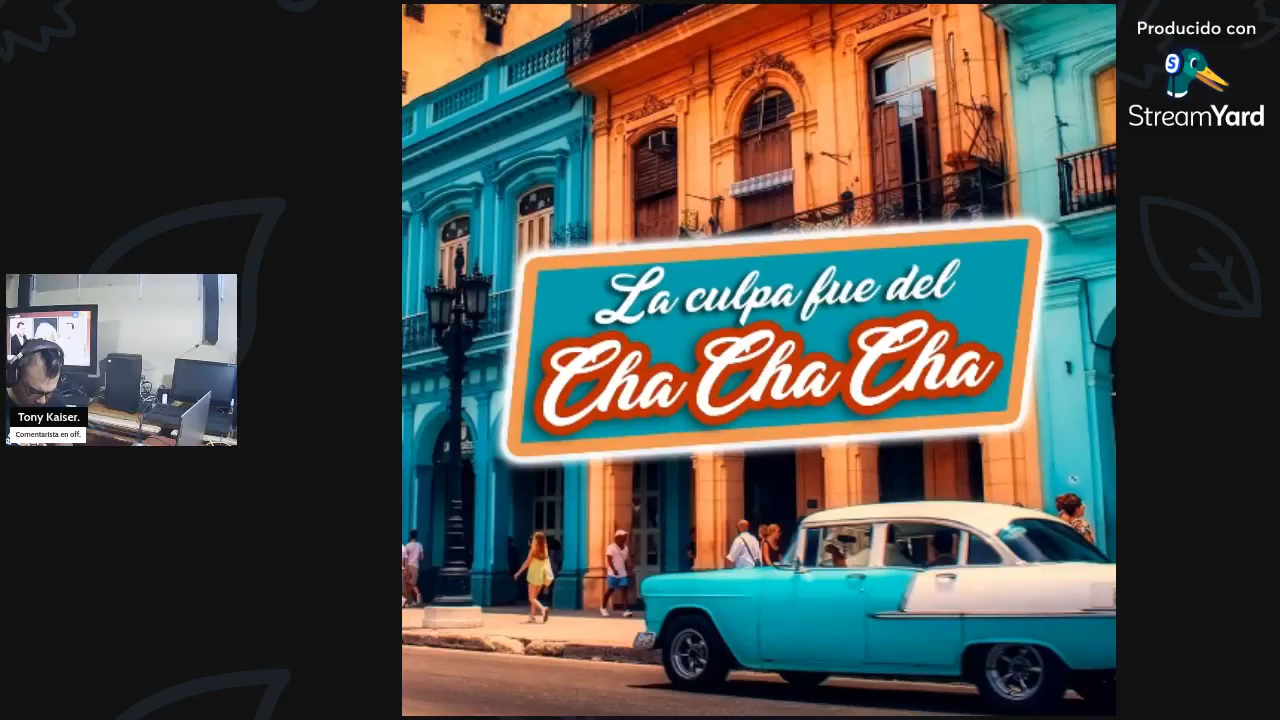 Producido con
StreamYard
La culpa fue del
Cha Cha Cha
Tony Kaiser.
Comentarista en off.